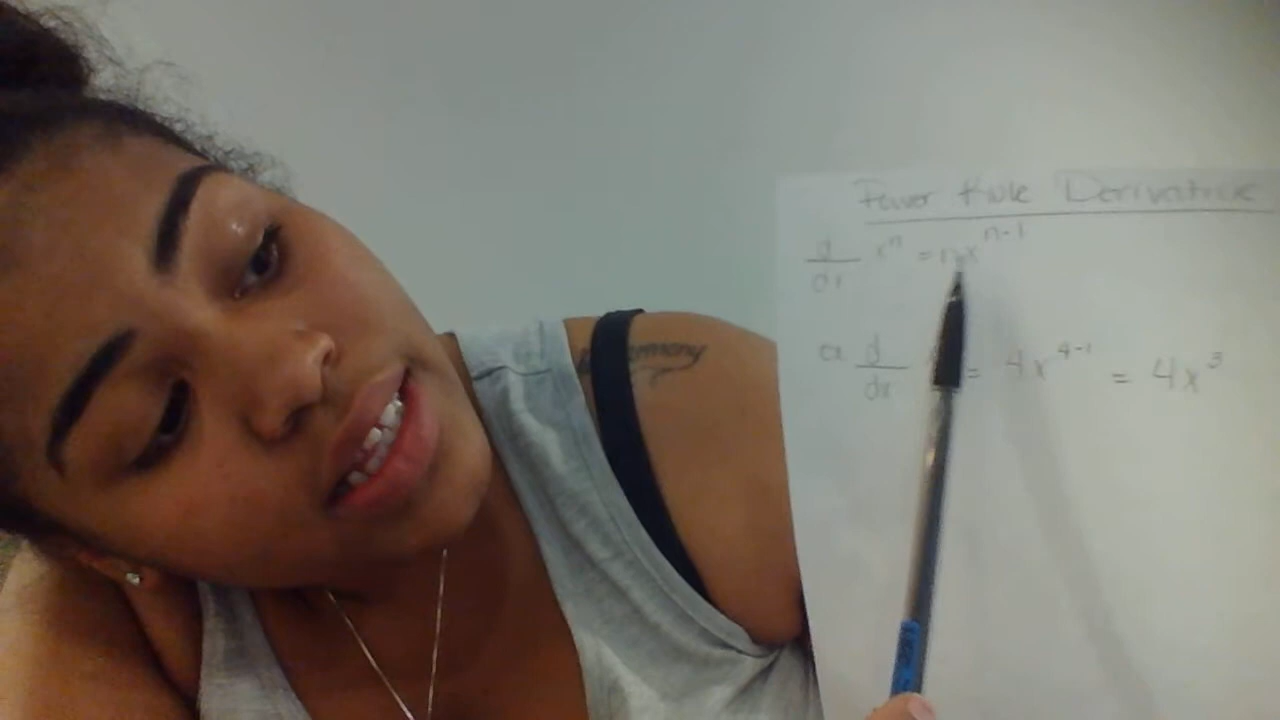 Power Rule Derivative
d/dx x^n = nx^n-1
ex. d/dx = 4x^4-1 = 4x^3